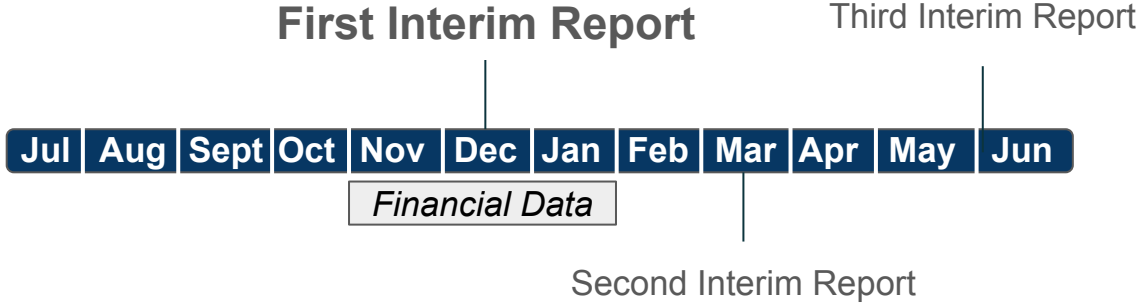 First Interim Report
Third Interim Report
Jul Aug Sept Oct Nov Dec Jan Feb Mar Apr May Jun
Financial Data
Second Interim Report